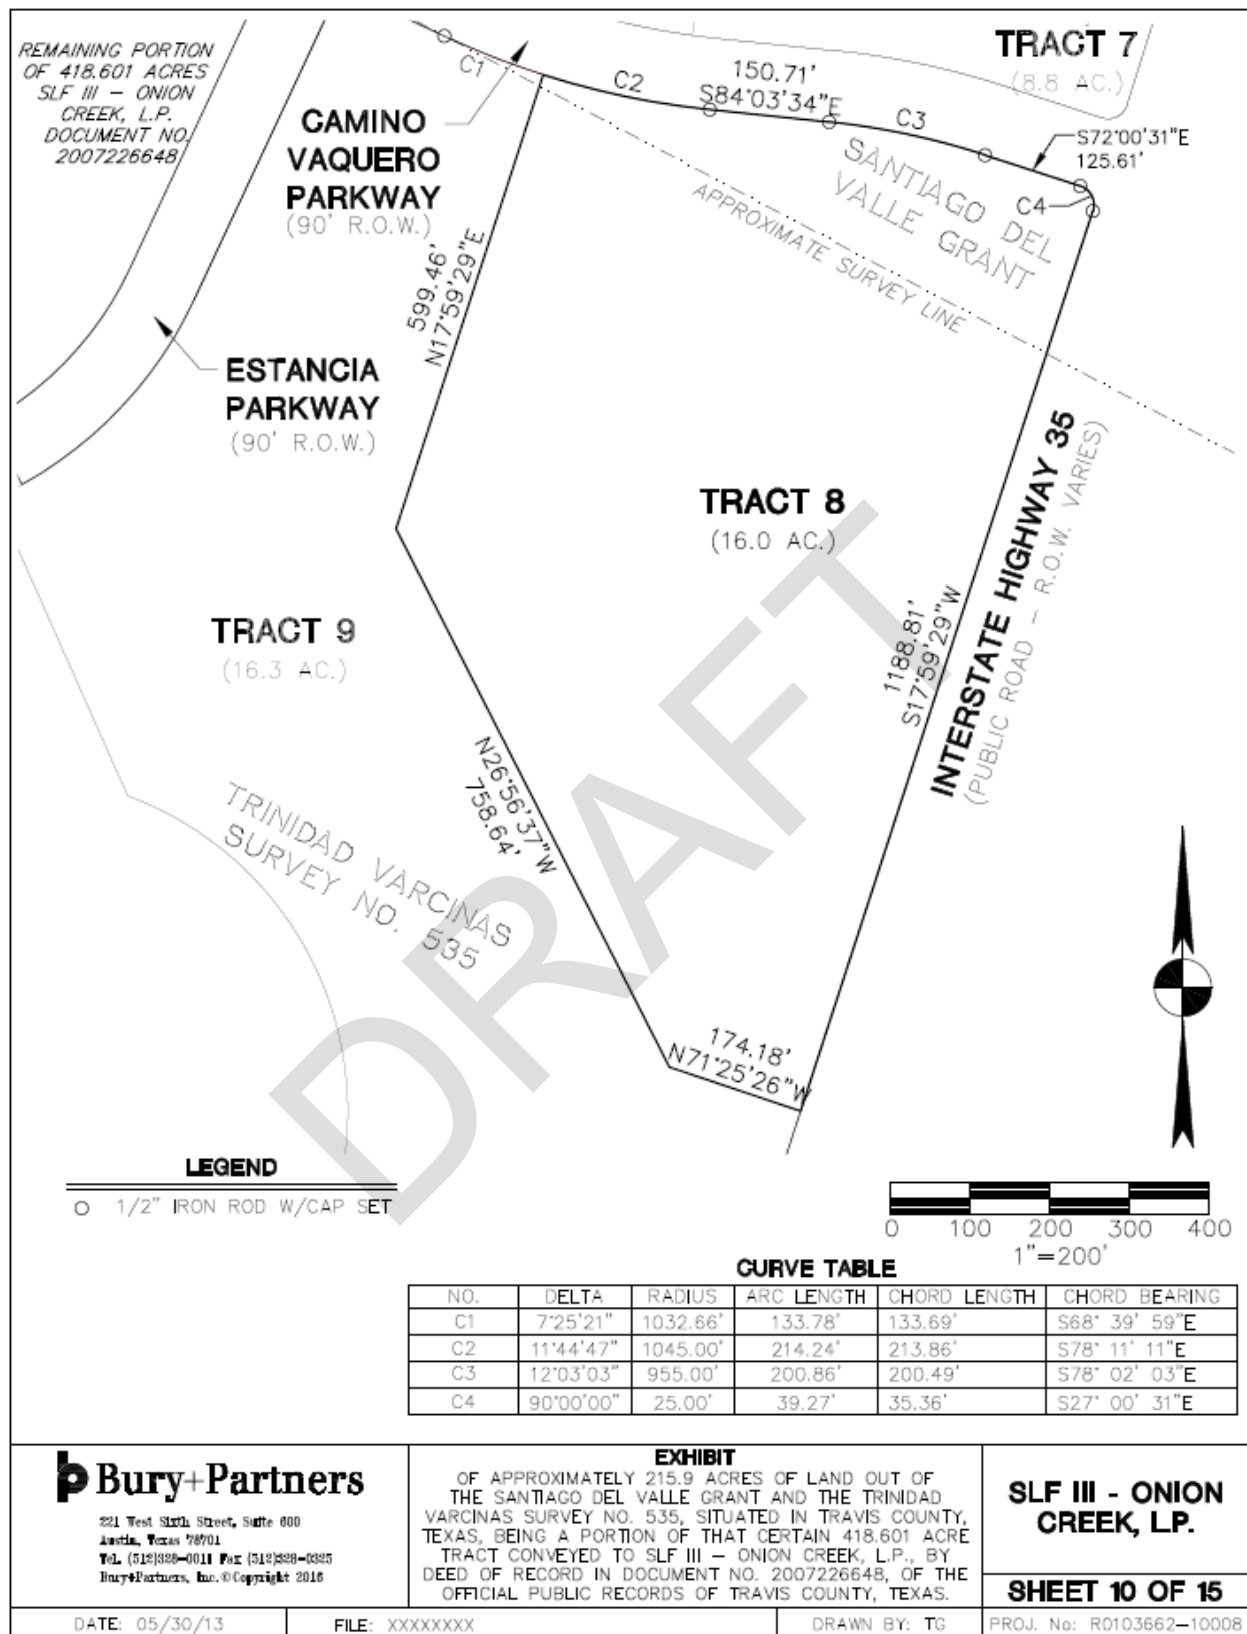 REMAINING PORTION
OF 418.601 ACRES
SLF III – ONION
CREEK, L.P.
DOCUMENT NO.
2007226648
C1
CAMINO
VAQUERO
PARKWAY
(90' R.O.W.)
C2
150.71'
S84°03'34"E
C3
TRACT 7
(8.8 AC.)
S72°00'31"E
125.61'
C4
SANTIAGO DEL
VALLE GRANT
APPROXIMATE SURVEY LINE
599.46'
N17°59'29"E
ESTANCIA
PARKWAY
(90' R.O.W.)
TRACT 8
(16.0 AC.)
INTERSTATE HIGHWAY 35
(PUBLIC ROAD – R.O.W. VARIES)
1188.81'
S17°59'29"W
TRACT 9
(16.3 AC.)
N26°56'37"W
758.64'
TRINIDAD VARCINAS
SURVEY NO. 535
DRAFT
174.18'
N71°25'26"W
LEGEND
1/2" IRON ROD W/CAP SET
0 100 200 300 400
1"=200'
CURVE TABLE
NO. DELTA RADIUS ARC LENGTH CHORD LENGTH CHORD BEARING
C1 7°25'21" 1032.66' 133.78' 133.69' S68° 39' 59"E
C2 11°44'47" 1045.00' 214.24' 213.86' S78° 11' 11"E
C3 12°03'03" 955.00' 200.86' 200.49' S78° 02' 03"E
C4 90°00'00" 25.00' 39.27' 35.36' S27° 00' 31"E
Bury+Partners
221 West Sixth Street, Suite 600
Austin, Texas 78701
Tel. (512)328-0011 Fax (512)328-0325
Bury+Partners, Inc. ©Copyright 2016
EXHIBIT
OF APPROXIMATELY 215.9 ACRES OF LAND OUT OF
THE SANTIAGO DEL VALLE GRANT AND THE TRINIDAD
VARCINAS SURVEY NO. 535, SITUATED IN TRAVIS COUNTY,
TEXAS, BEING A PORTION OF THAT CERTAIN 418.601 ACRE
TRACT CONVEYED TO SLF III – ONION CREEK, L.P., BY
DEED OF RECORD IN DOCUMENT NO. 2007226648, OF THE
OFFICIAL PUBLIC RECORDS OF TRAVIS COUNTY, TEXAS.
SLF III - ONION
CREEK, L.P.
SHEET 10 OF 15
DATE: 05/30/13 FILE: XXXXXXXX DRAWN BY: TG PROJ. No: R0103662–10008